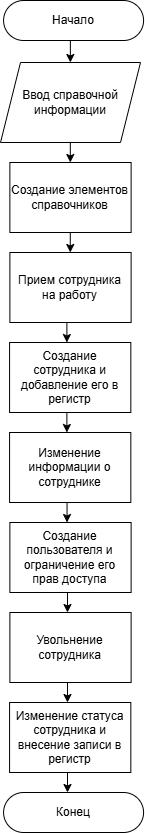 Начало
Ввод справочной
информации
Создание элементов
справочников
Прием сотрудника
на работу
Создание
сотрудника и
добавление его в
регистр
Изменение
информации о
сотруднике
Создание
пользователя и
ограничение его
прав доступа
Увольнение
сотрудника
Изменение статуса
сотрудника и
внесение записи в
регистр
Конец